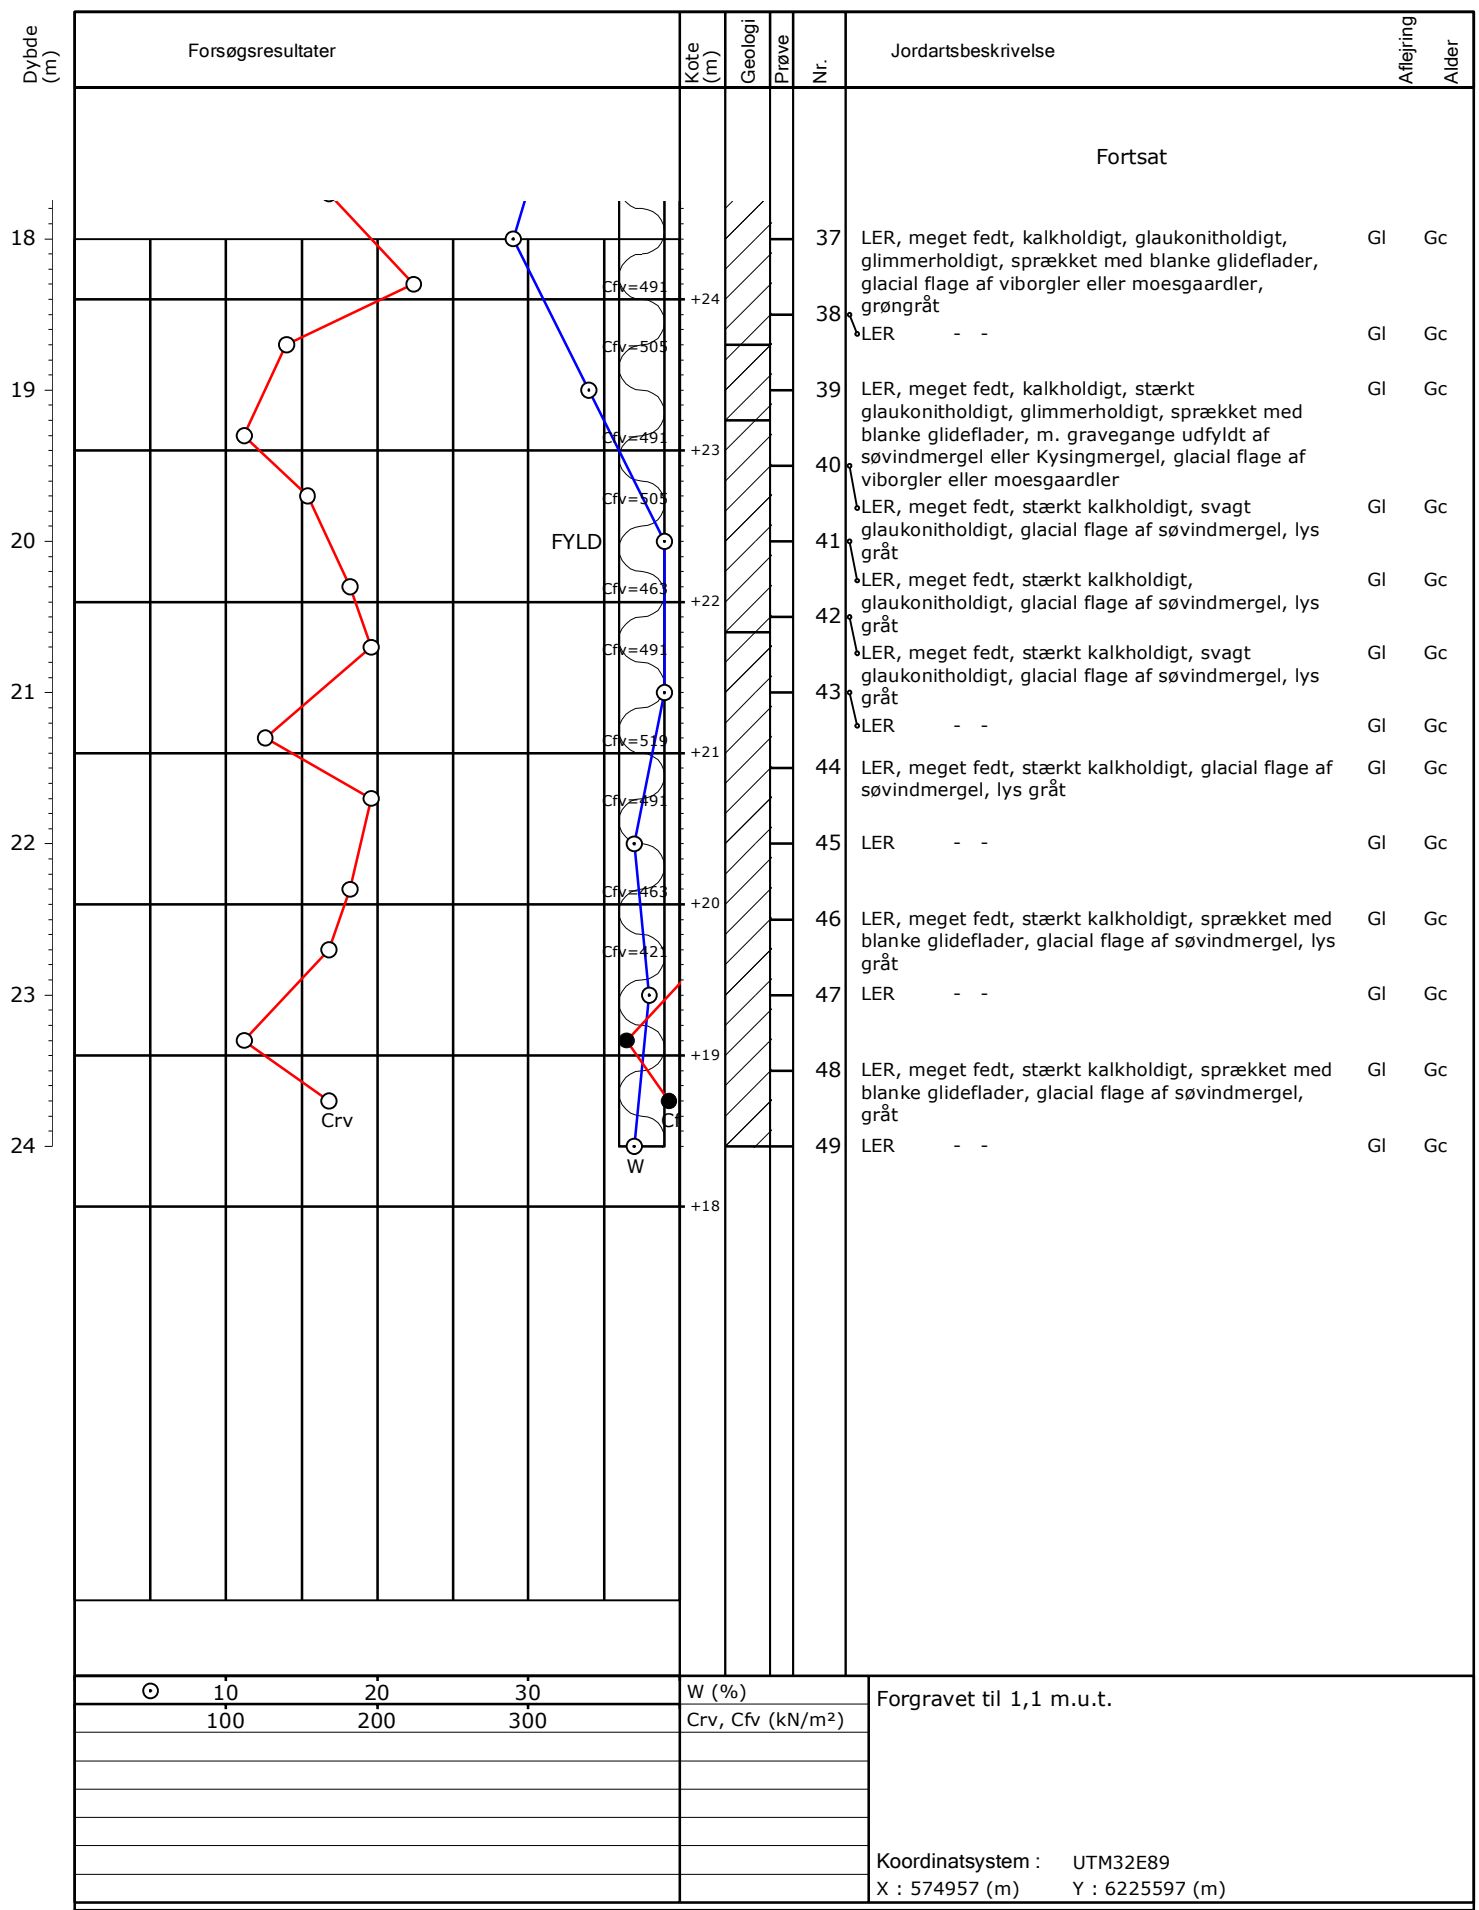 Dybde
(m)
Forsøgsresultater
Kote
(m)
Geologi
Prøve
Nr.
Jordartsbeskrivelse
Aflejring
Alder
Fortsat
18
37 LER, meget fedt, kalkholdigt, glaukonitholdigt, Gl Gc
glimmerholdigt, sprækket med blanke glideflader,
glacial flage af viborgler eller moesgaardler,
grøngråt
Cfv=491
+24
38
LER - - Gl Gc
Cfv=505
19
39 LER, meget fedt, kalkholdigt, stærkt Gl Gc
glaukonitholdigt, glimmerholdigt, sprækket med
blanke glideflader, m. gravegange udfyldt af
søvindmergel eller Kysingmergel, glacial flage af
viborgler eller moesgaardler
Cfv=491
+23
40
Cfv=505
LER, meget fedt, stærkt kalkholdigt, svagt Gl Gc
glaukonitholdigt, glacial flage af søvindmergel, lys
gråt
20
FYLD
41
Cfv=463
LER, meget fedt, stærkt kalkholdigt, Gl Gc
glaukonitholdigt, glacial flage af søvindmergel, lys
gråt
+22
42
Cfv=491
LER, meget fedt, stærkt kalkholdigt, svagt Gl Gc
glaukonitholdigt, glacial flage af søvindmergel, lys
gråt
21
43
LER - - Gl Gc
Cfv=519
+21
44 LER, meget fedt, stærkt kalkholdigt, glacial flage af Gl Gc
søvindmergel, lys gråt
Cfv=491
22
45 LER - - Gl Gc
Cfv=463
+20
46 LER, meget fedt, stærkt kalkholdigt, sprækket med Gl Gc
blanke glideflader, glacial flage af søvindmergel, lys
gråt
Cfv=421
23
47 LER - - Gl Gc
+19
48 LER, meget fedt, stærkt kalkholdigt, sprækket med Gl Gc
blanke glideflader, glacial flage af søvindmergel,
gråt
Crv
Cf
24
49 LER - - Gl Gc
W
+18
10 20 30 W (%)
100 200 300 Crv, Cfv (kN/m²)
Forgravet til 1,1 m.u.t.
Koordinatsystem : UTM32E89
X : 574957 (m) Y : 6225597 (m)